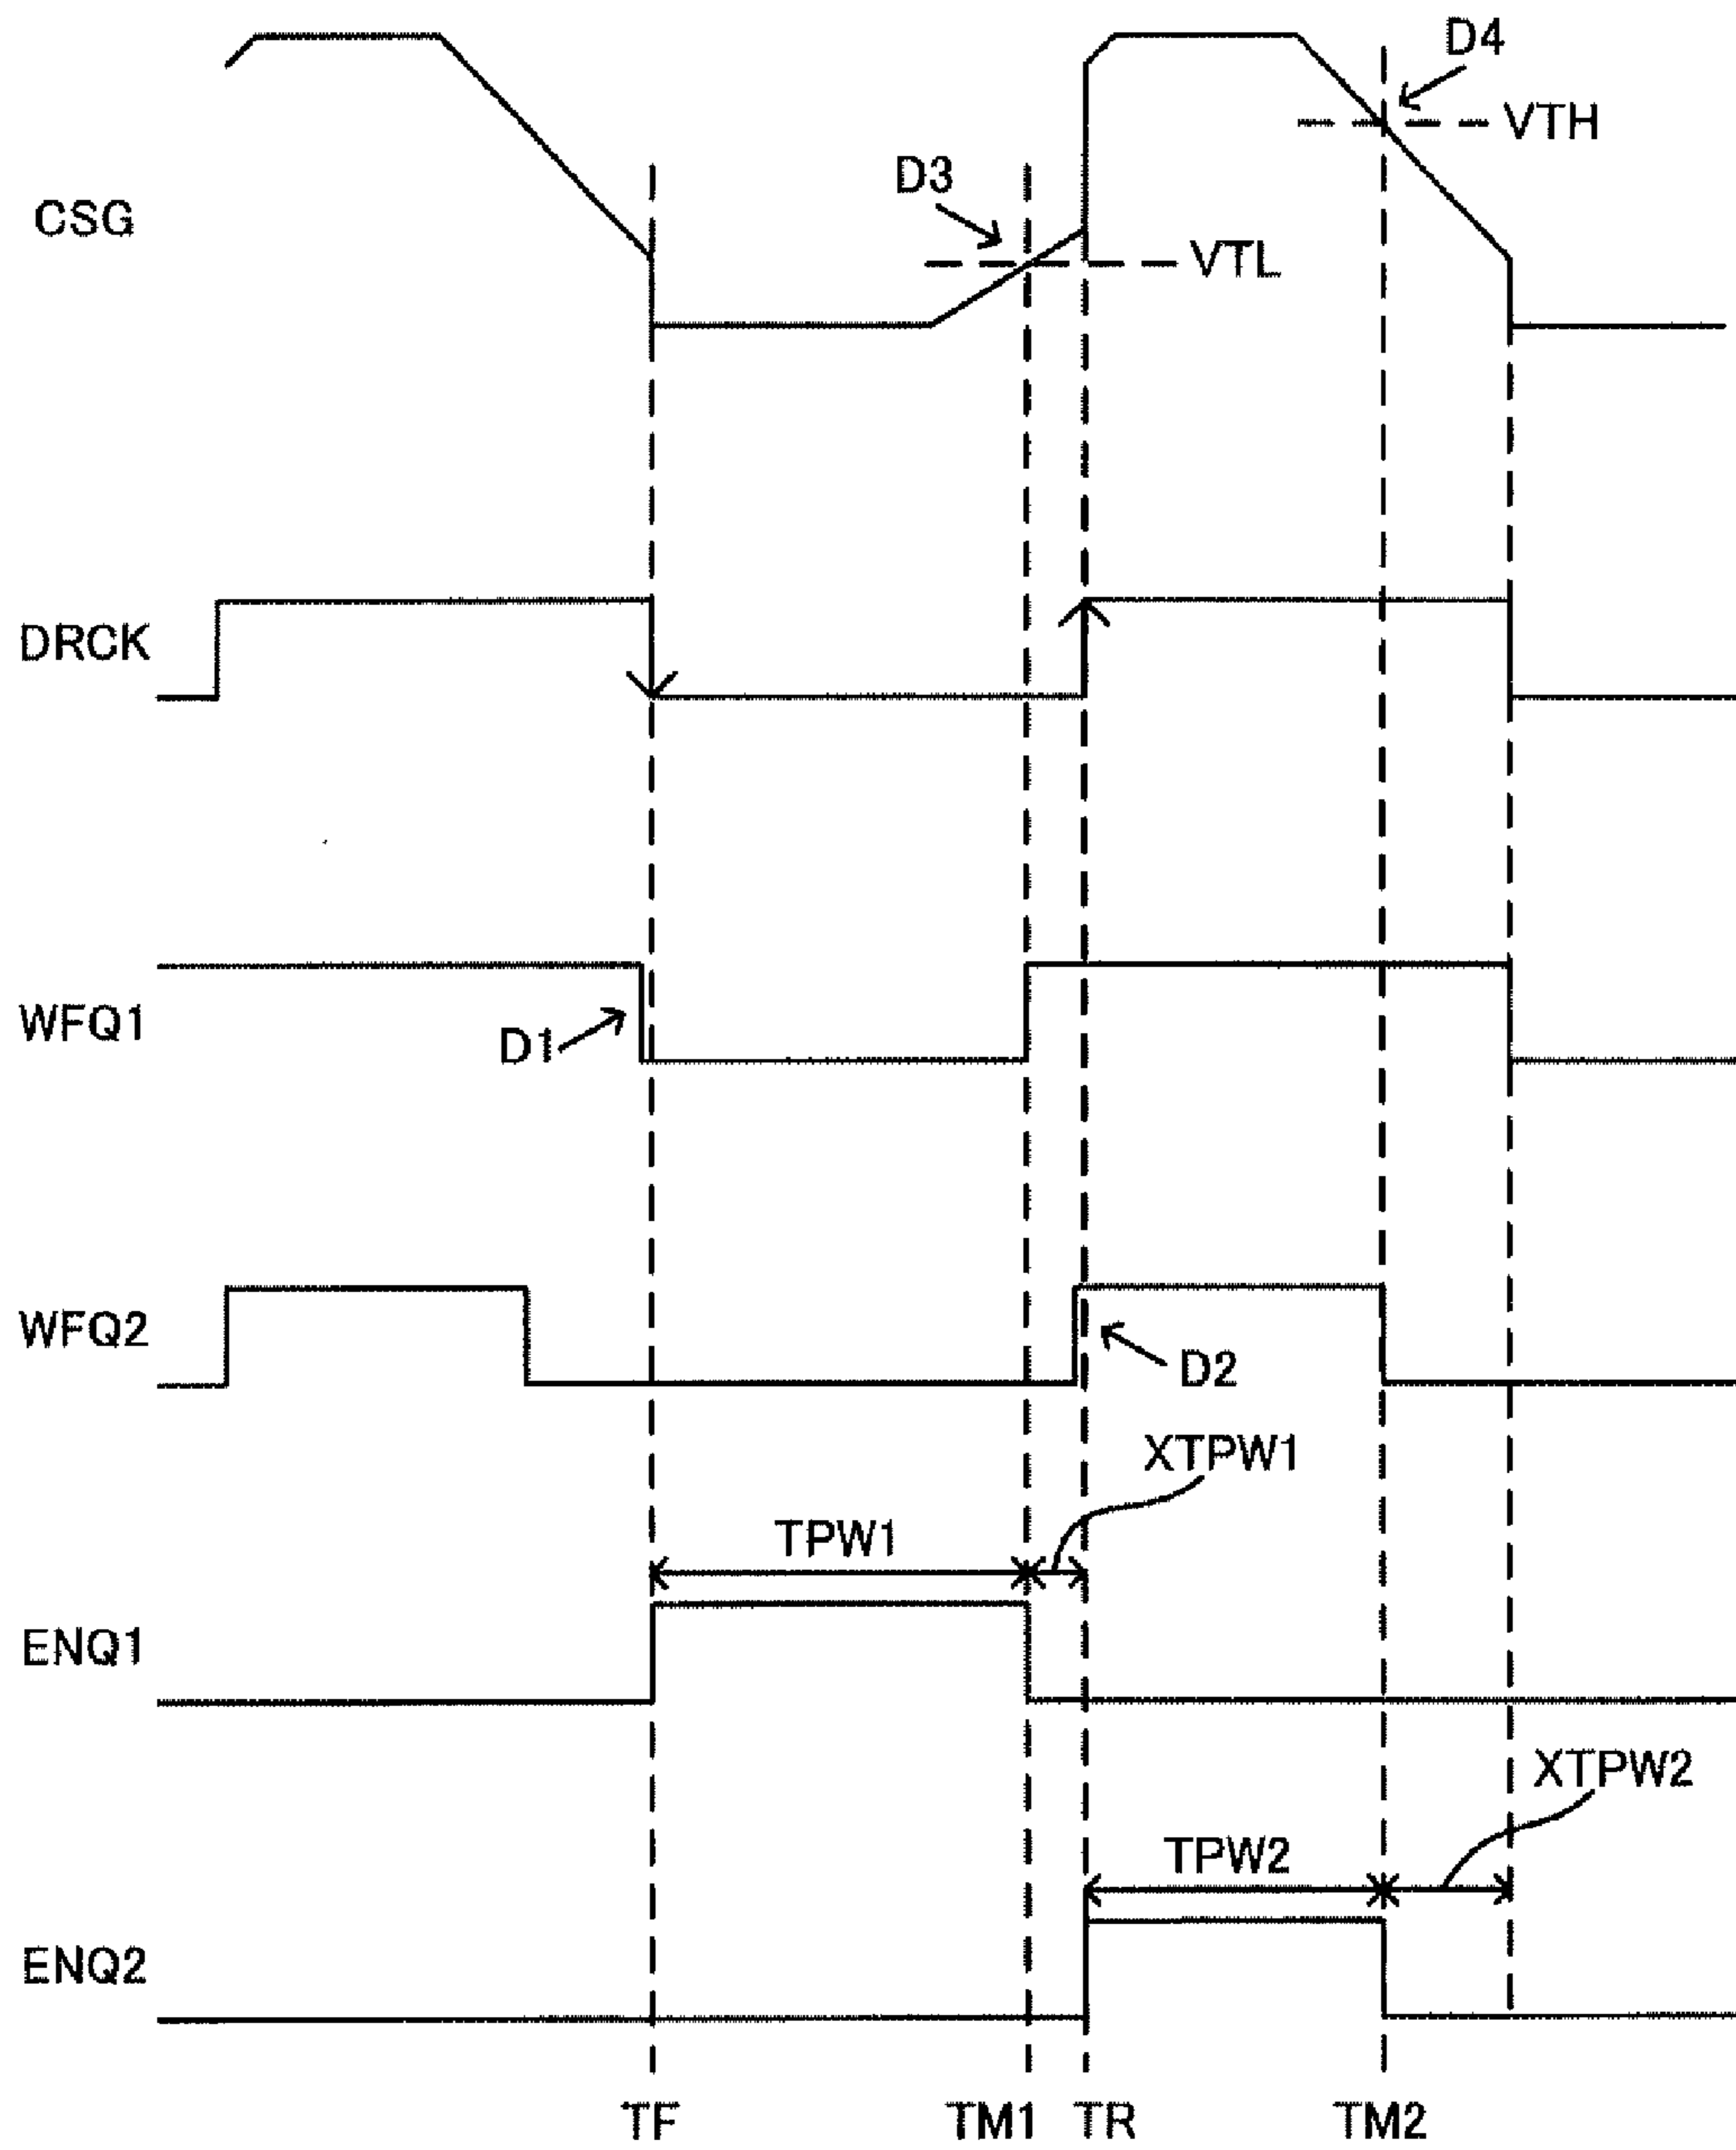 D4
VTH
D3
CSG
VTL
DRCK
WFQ1
D1
WFQ2
D2
XTPW1
TPW1
ENQ1
XTPW2
TPW2
ENQ2
TF TM1 TR TM2